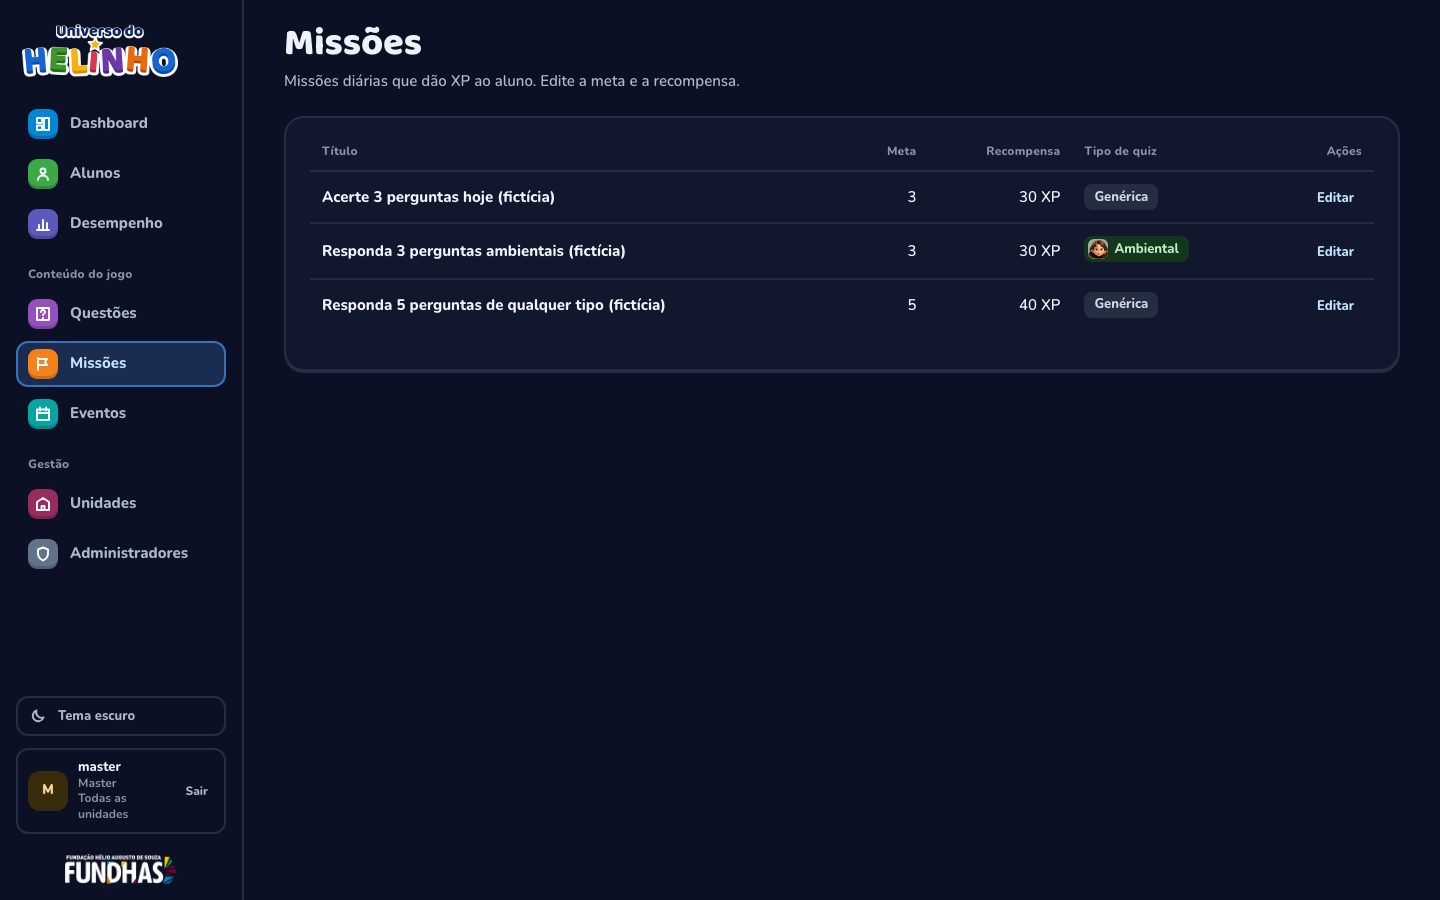 Universo do
HELINHO
Dashboard
Alunos
Desempenho
Conteúdo do jogo
Questões
Missões
Eventos
Gestão
Unidades
Administradores
Tema escuro
M
master
Master
Todas as
unidades
Sair
FUNDAÇÃO HÉLIO AUGUSTO DE SOUZA
FUNDHAS
Missões
Missões diárias que dão XP ao aluno. Edite a meta e a recompensa.
Título Meta Recompensa Tipo de quiz Ações
Acerte 3 perguntas hoje (fictícia) 3 30 XP Genérica Editar
Responda 3 perguntas ambientais (fictícia) 3 30 XP Ambiental Editar
Responda 5 perguntas de qualquer tipo (fictícia) 5 40 XP Genérica Editar